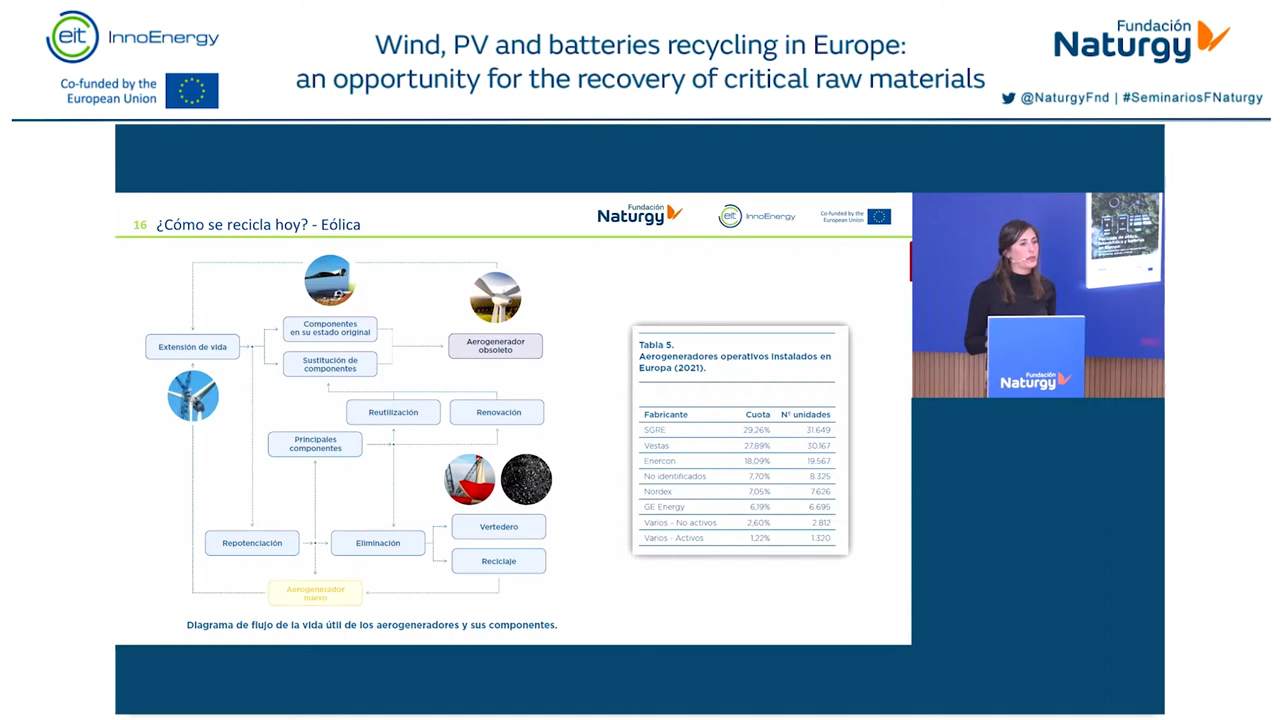 eit InnoEnergy
Co-funded by the
European Union
Wind, PV and batteries recycling in Europe:
an opportunity for the recovery of critical raw materials
Fundación
Naturgy
@NaturgyFnd | #SeminariosFNaturgy
16 ¿Cómo se recicla hoy? - Eólica
Fundación
Naturgy
eit InnoEnergy
Co-funded by the
European Union
Extensión de vida
Componentes
en su estado original
Sustitución de
componentes
Aerogenerador
obsoleto
Reutilización
Renovación
Principales
componentes
Repotenciación
Eliminación
Vertedero
Reciclaje
Aerogenerador
nuevo
Diagrama de flujo de la vida útil de los aerogeneradores y sus componentes.
Tabla 5.
Aerogeneradores operativos instalados en
Europa (2021).
Fabricante Cuota Nº unidades
SGRE 29,26% 31.649
Vestas 27,89% 30.167
Enercon 18,09% 19.567
No identificados 7,70% 8.325
Nordex 7,05% 7.626
GE Energy 6,19% 6.695
Varios - No activos 2,60% 2.812
Varios - Activos 1,22% 1.320
Fundación
Naturgy